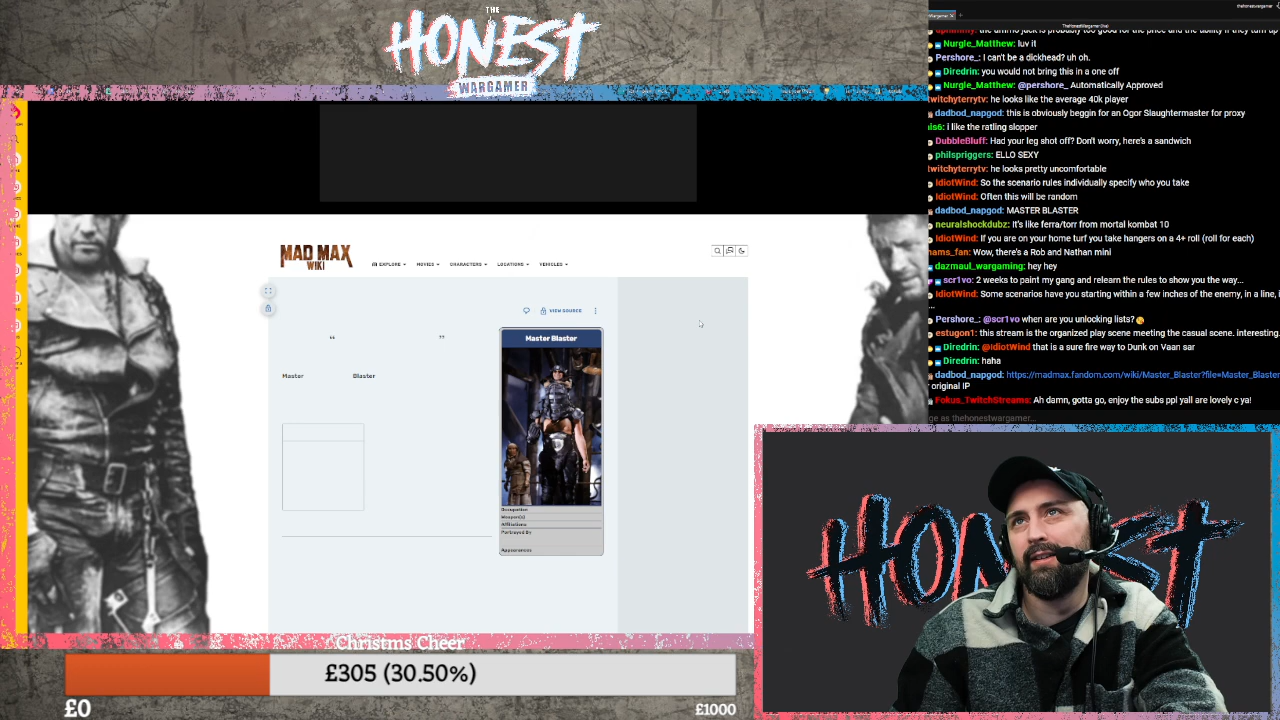 THE
HONEST
WARGAMER
thehonestwargamer
TheHonestWargamer (live)
Nurgle_Matthew: luv it
Pershore_: I can't be a dickhead? uh oh.
Diredrin: you would not bring this in a one off
Nurgle_Matthew: @pershore_ Automatically Approved
twitchyterrytv: he looks like the average 40k player
dadbod_napgod: this is obviously beggin for an Ogor Slaughtermaster for proxy
als6: i like the ratling slopper
DubbleBluff: Had your leg shot off? Don't worry, here's a sandwich
philspriggers: ELLO SEXY
twitchyterrytv: he looks pretty uncomfortable
IdiotWind: So the scenario rules individually specify who you take
IdiotWind: Often this will be random
dadbod_napgod: MASTER BLASTER
neuralshockdubz: it's like ferra/torr from mortal kombat 10
IdiotWind: If you are on your home turf you take hangers on a 4+ roll (roll for each)
hams_fan: Wow, there's a Rob and Nathan mini
dazmaul_wargaming: hey hey
scr1vo: 2 weeks to paint my gang and relearn the rules to show you the way...
IdiotWind: Some scenarios have you starting within a few inches of the enemy, in a line, i
...
Pershore_: @scr1vo when are you unlocking lists?
estugon1: this stream is the organized play scene meeting the casual scene. interesting.
Diredrin: @IdiotWind that is a sure fire way to Dunk on Vaan sar
Diredrin: haha
dadbod_napgod: https://madmax.fandom.com/wiki/Master_Blaster?file=Master_Blaster
original IP
Fokus_TwitchStreams: Ah damn, gotta go, enjoy the subs ppl yall are lovely c ya!
ge as thehonestwargamer...
MAD MAX
WIKI
EXPLORE MOVIES CHARACTERS LOCATIONS VEHICLES
VIEW SOURCE
“ ”
Master Blaster
Master Blaster
Occupation
Weapon(s)
Affiliations
Portrayed By
Appearances
HONEST
Christms Cheer
£305 (30.50%)
£0 £1000